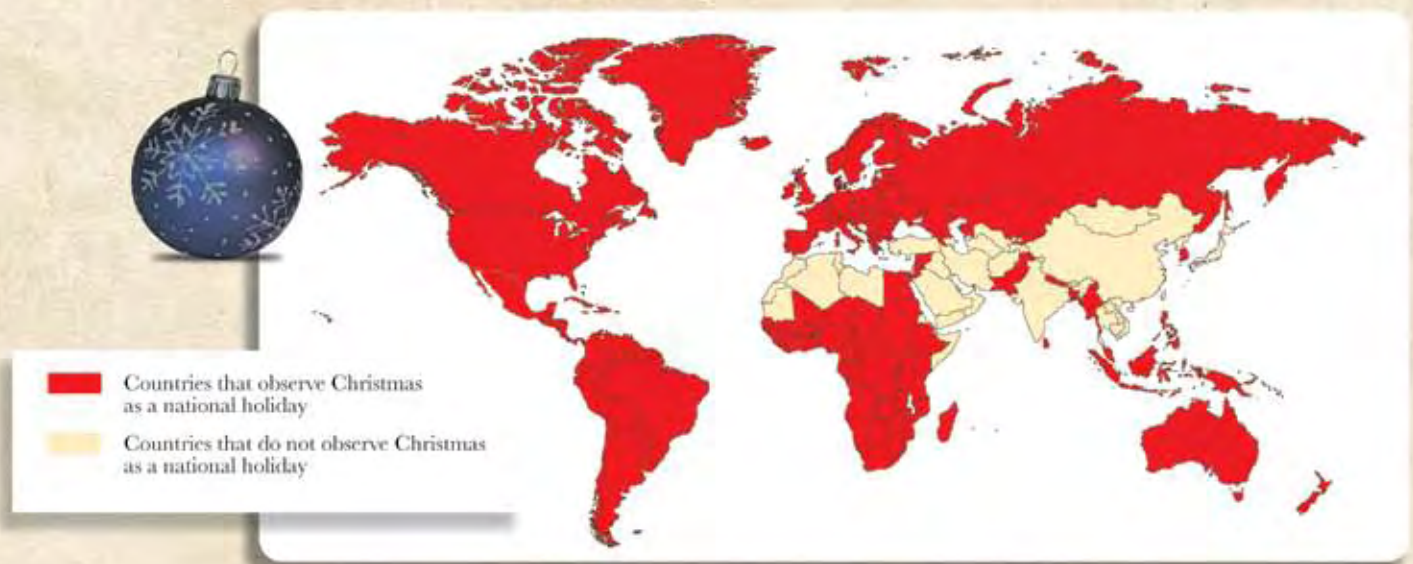 Countries that observe Christmas
as a national holiday
Countries that do not observe Christmas
as a national holiday